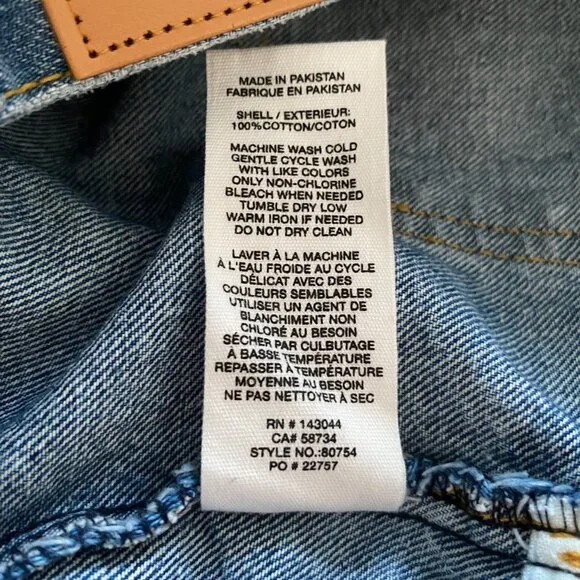 MADE IN PAKISTAN
FABRIQUE EN PAKISTAN
SHELL / EXTERIEUR:
100%COTTON/COTON
MACHINE WASH COLD
GENTLE CYCLE WASH
WITH LIKE COLORS
ONLY NON-CHLORINE
BLEACH WHEN NEEDED
TUMBLE DRY LOW
WARM IRON IF NEEDED
DO NOT DRY CLEAN
LAVER À LA MACHINE
À L'EAU FROIDE AU CYCLE
DÉLICAT AVEC DES
COULEURS SEMBLABLES
UTILISER UN AGENT DE
BLANCHIMENT NON
CHLORÉ AU BESOIN
SÉCHER PAR CULBUTAGE
À BASSE TEMPÉRATURE
REPASSER À TEMPÉRATURE
MOYENNE AU BESOIN
NE PAS NETTOYER À SEC
RN # 143044
CA# 58734
STYLE NO.:80754
PO # 22757